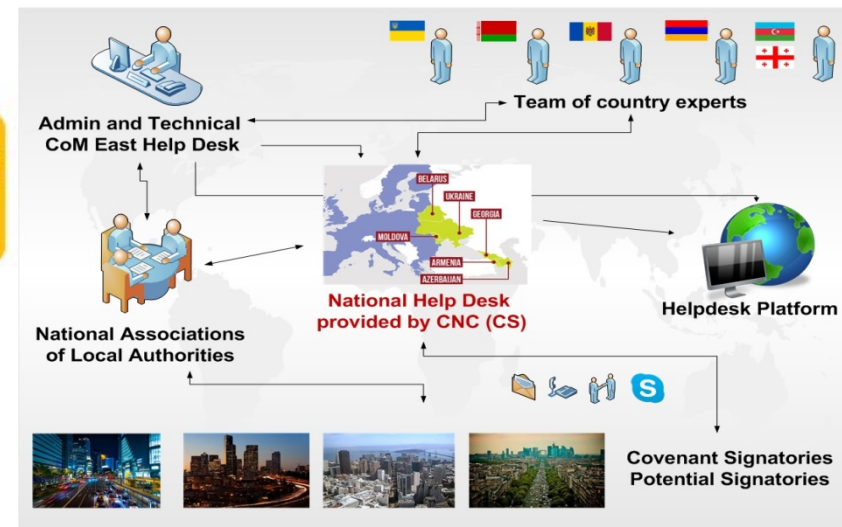 Team of country experts
Admin and Technical
CoM East Help Desk
BELARUS
UKRAINE
GEORGIA
MOLDOVA
ARMENIA
AZERBAIJAN
National Help Desk
provided by CNC (CS)
Helpdesk Platform
National Associations
of Local Authorities
S
Covenant Signatories
Potential Signatories